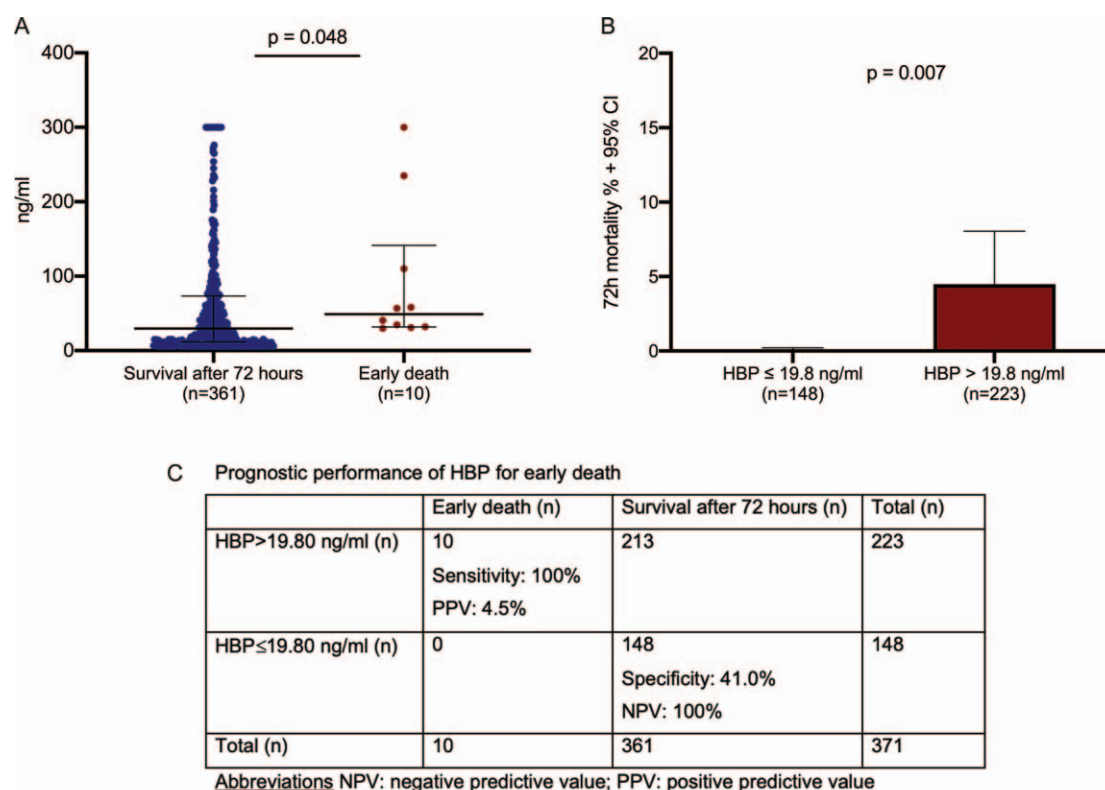 A
p = 0.048
400
300
200
100
0
ng/ml
Survival after 72 hours
(n=361)
Early death
(n=10)
B
p = 0.007
20
15
10
5
0
72h mortality % + 95% CI
HBP ≤ 19.8 ng/ml
(n=148)
HBP > 19.8 ng/ml
(n=223)
C Prognostic performance of HBP for early death
Early death (n) Survival after 72 hours (n) Total (n)
HBP>19.80 ng/ml (n) 10 213 223
Sensitivity: 100%
PPV: 4.5%
HBP≤19.80 ng/ml (n) 0 148 148
Specificity: 41.0%
NPV: 100%
Total (n) 10 361 371
Abbreviations NPV: negative predictive value; PPV: positive predictive value